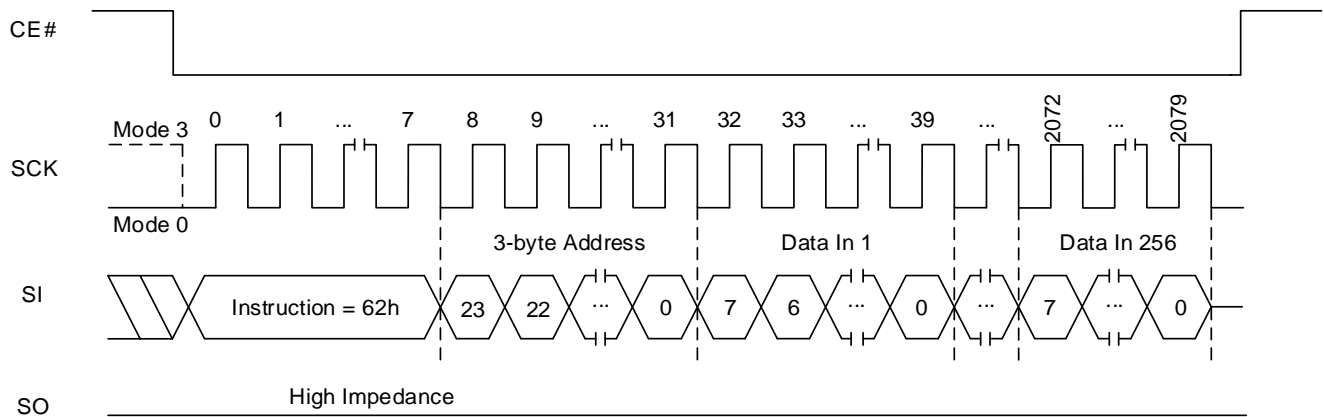 CE#
Mode 3
0 1 ... 7 8 9 ... 31 32 33 ... 39 ... 2072 ... 2079
SCK
Mode 0
3-byte Address Data In 1 Data In 256
SI
Instruction = 62h 23 22 ... 0 7 6 ... 0 ... 7 ... 0
High Impedance
SO